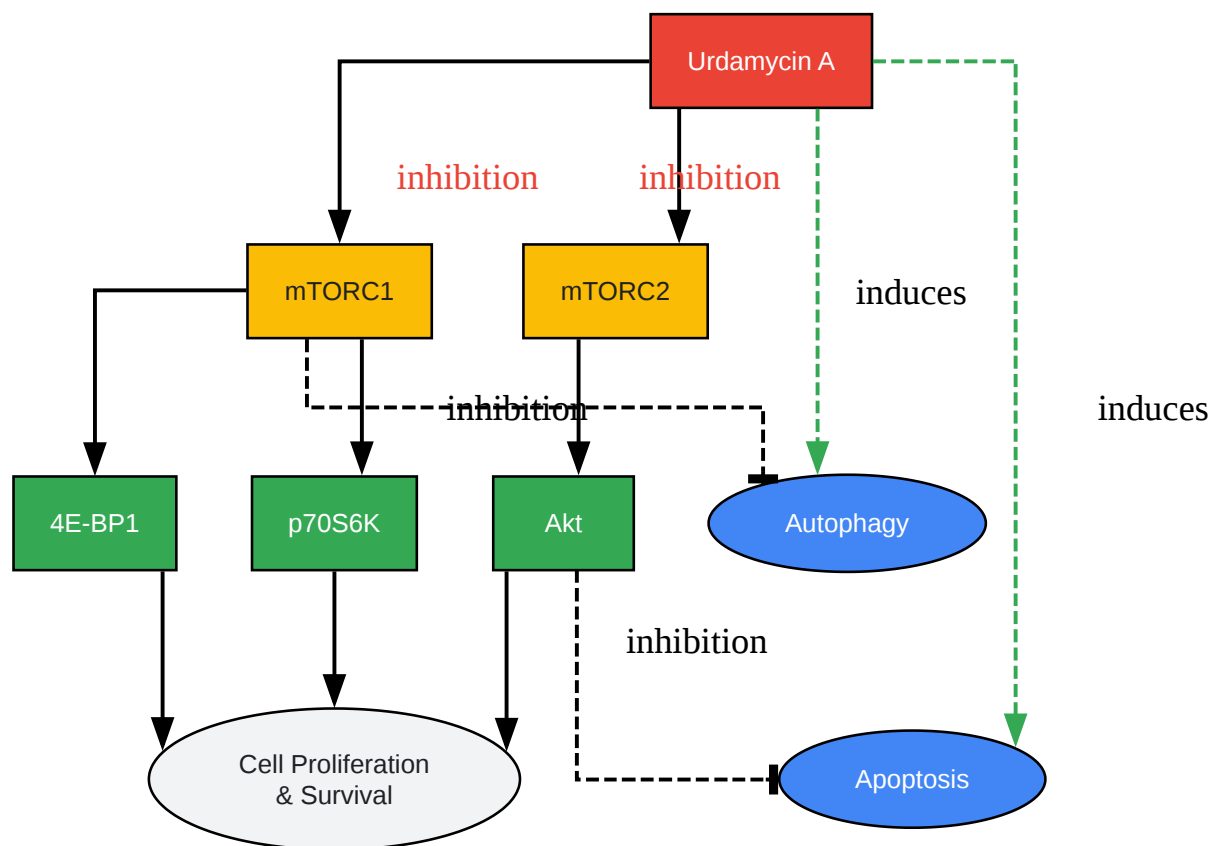 Urdamycin A
inhibition
inhibition
mTORC1
mTORC2
induces
inhibition
induces
4E-BP1
p70S6K
Akt
Autophagy
inhibition
Cell Proliferation
& Survival
Apoptosis